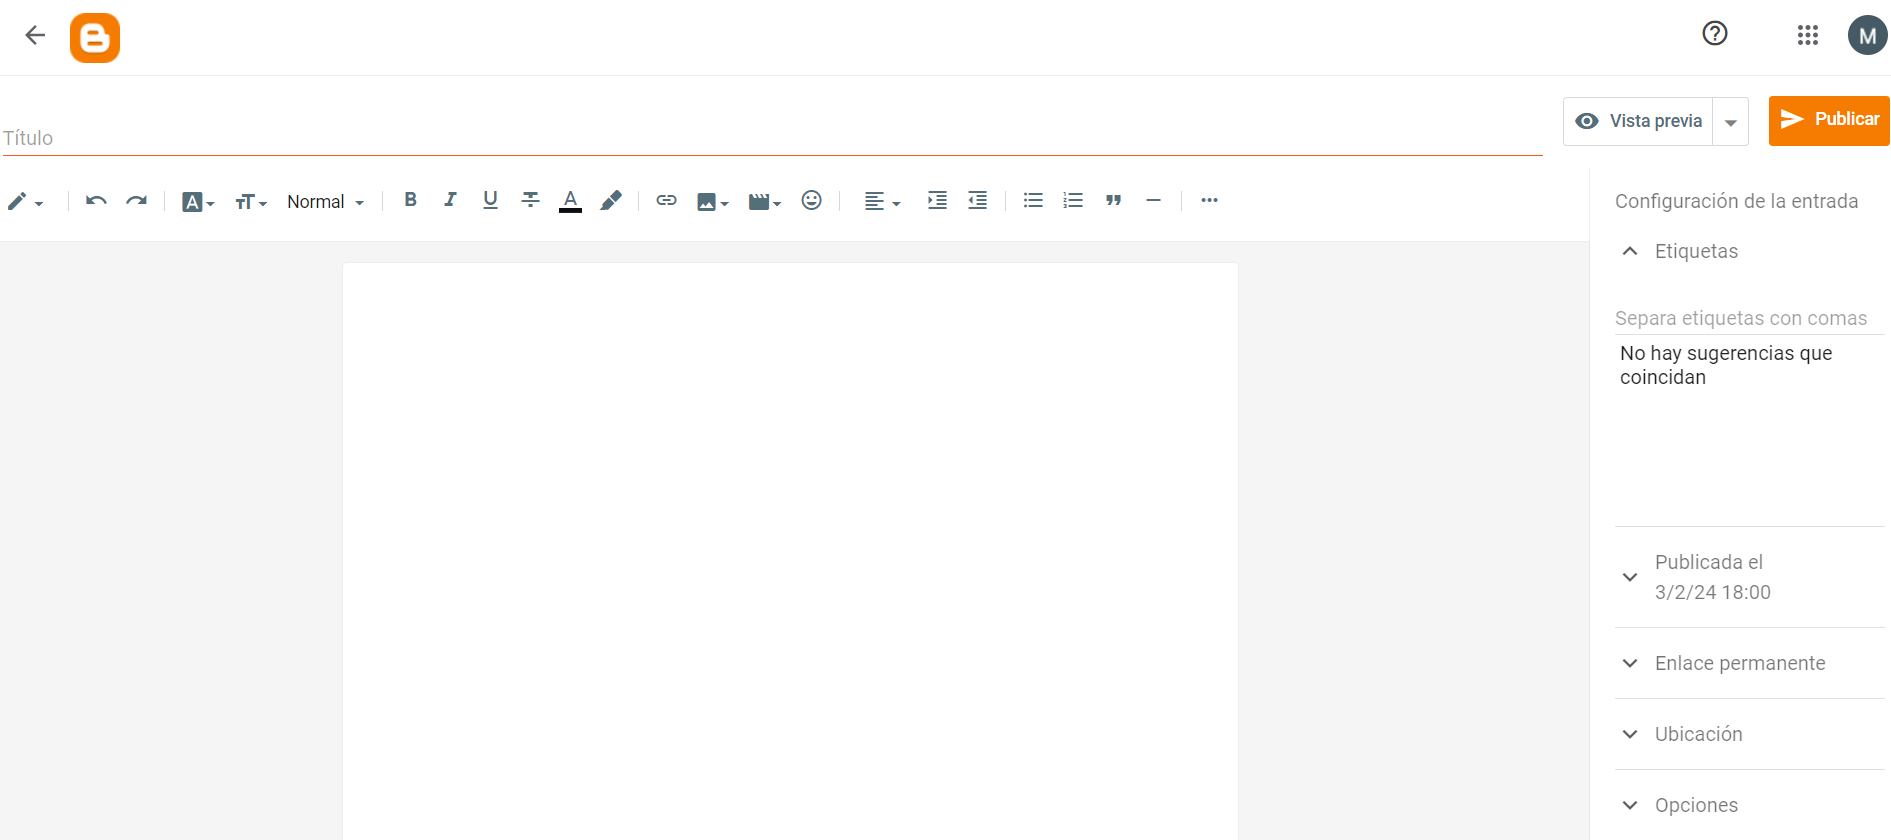 M
Título
Vista previa
Publicar
Normal
Configuración de la entrada
Etiquetas
Separa etiquetas con comas
No hay sugerencias que
coincidan
Publicada el
3/2/24 18:00
Enlace permanente
Ubicación
Opciones